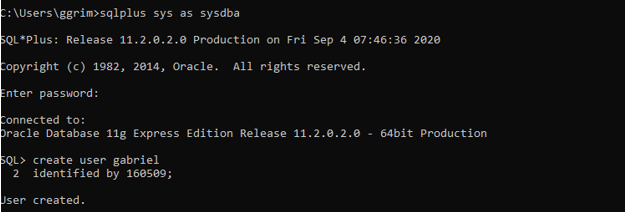 C:\Users\ggrim>sqlplus sys as sysdba
SQL*Plus: Release 11.2.0.2.0 Production on Fri Sep 4 07:46:36 2020
Copyright (c) 1982, 2014, Oracle.  All rights reserved.
Enter password:
Connected to:
Oracle Database 11g Express Edition Release 11.2.0.2.0 - 64bit Production
SQL> create user gabriel
  2  identified by 160509;
User created.